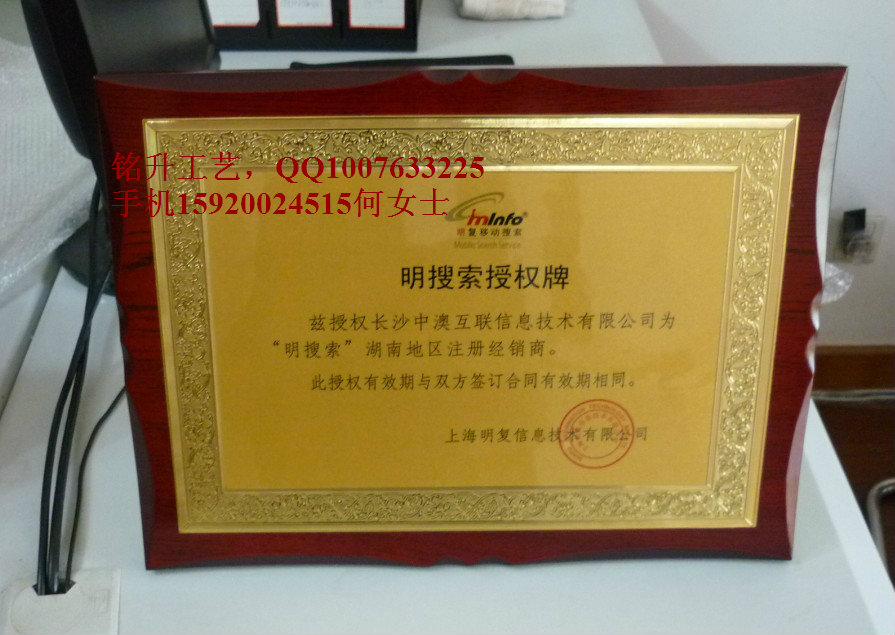 铭升工艺，QQ1007633225
手机15920024515何女士
mInfo®
明复移动搜索
Mobile Search Service
明搜索授权牌
兹授权长沙中澳互联信息技术有限公司为
“明搜索”湖南地区注册经销商。
此授权有效期与双方签订合同有效期相同。
上海明复信息技术有限公司